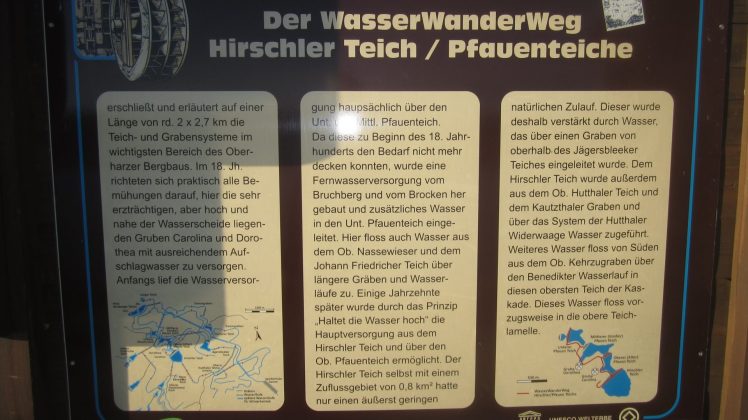 Der WasserWanderWeg
Hirschler Teich / Pfauenteiche
erschließt und erläutert auf einer
Länge von rd. 2 x 2,7 km die
Teich- und Grabensysteme im
wichtigsten Bereich des Ober-
harzer Bergbaus. Im 18. Jh.
richteten sich praktisch alle Be-
mühungen darauf, hier die sehr
erzträchtigen, aber hoch und
nahe der Wasserscheide liegen-
den Gruben Carolina und Doro-
thea mit ausreichendem Auf-
schlagwasser zu versorgen.
Anfangs lief die Wasserversor-
gung haupsächlich über den
Unt. und Mittl. Pfauenteich.
Da diese zu Beginn des 18. Jahr-
hunderts den Bedarf nicht mehr
decken konnten, wurde eine
Fernwasserversorgung vom
Bruchberg und vom Brocken her
gebaut und zusätzliches Wasser
in den Unt. Pfauenteich einge-
leitet. Hier floss auch Wasser aus
dem Ob. Nassewieser und dem
Johann Friedricher Teich über
längere Gräben und Wasser-
läufe zu. Einige Jahrzehnte
später wurde durch das Prinzip
„Haltet die Wasser hoch" die
Hauptversorgung aus dem
Hirschler Teich und über den
Ob. Pfauenteich ermöglicht. Der
Hirschler Teich selbst mit einem
Zuflussgebiet von 0,8 km² hatte
nur einen äußerst geringen
natürlichen Zulauf. Dieser wurde
deshalb verstärkt durch Wasser,
das über einen Graben von
oberhalb des Jägersbleeker
Teiches eingeleitet wurde. Dem
Hirschler Teich wurde außerdem
aus dem Ob. Hutthaler Teich und
dem Kautzthaler Graben und
über das System der Hutthaler
Widerwaage Wasser zugeführt.
Weiteres Wasser floss von Süden
aus dem Ob. Kehrzugraben über
den Benedikter Wasserlauf in
diesen obersten Teich der Kas-
kade. Dieses Wasser floss vor-
zugsweise in die obere Teich-
lamelle.
WasserWanderWeg
Hirschler Teich/Pfauenteiche
UNESCO-WELTERBE